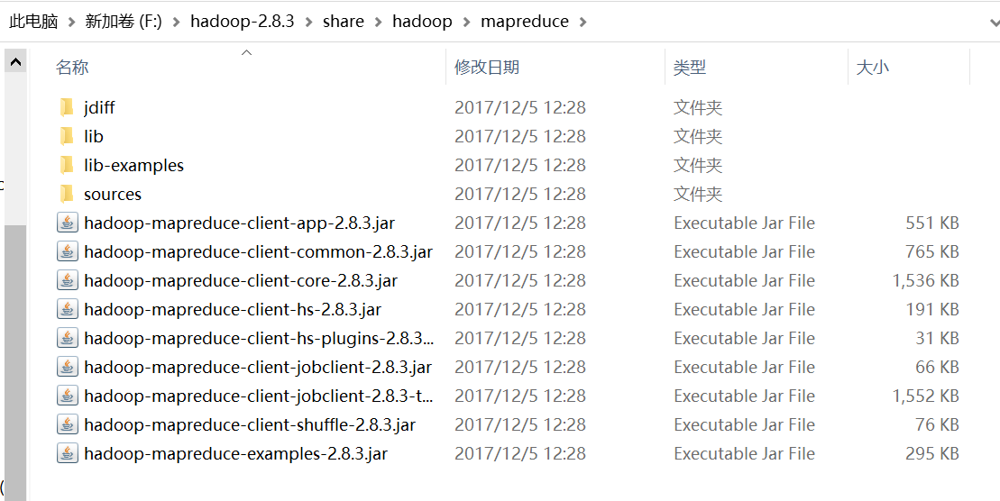 此电脑 > 新加卷 (F:) > hadoop-2.8.3 > share > hadoop > mapreduce >
名称 修改日期 类型 大小
jdiff 2017/12/5 12:28 文件夹
lib 2017/12/5 12:28 文件夹
lib-examples 2017/12/5 12:28 文件夹
sources 2017/12/5 12:28 文件夹
hadoop-mapreduce-client-app-2.8.3.jar 2017/12/5 12:28 Executable Jar File 551 KB
hadoop-mapreduce-client-common-2.8.3.jar 2017/12/5 12:28 Executable Jar File 765 KB
hadoop-mapreduce-client-core-2.8.3.jar 2017/12/5 12:28 Executable Jar File 1,536 KB
hadoop-mapreduce-client-hs-2.8.3.jar 2017/12/5 12:28 Executable Jar File 191 KB
hadoop-mapreduce-client-hs-plugins-2.8.3... 2017/12/5 12:28 Executable Jar File 31 KB
hadoop-mapreduce-client-jobclient-2.8.3.jar 2017/12/5 12:28 Executable Jar File 66 KB
hadoop-mapreduce-client-jobclient-2.8.3-t... 2017/12/5 12:28 Executable Jar File 1,552 KB
hadoop-mapreduce-client-shuffle-2.8.3.jar 2017/12/5 12:28 Executable Jar File 76 KB
hadoop-mapreduce-examples-2.8.3.jar 2017/12/5 12:28 Executable Jar File 295 KB